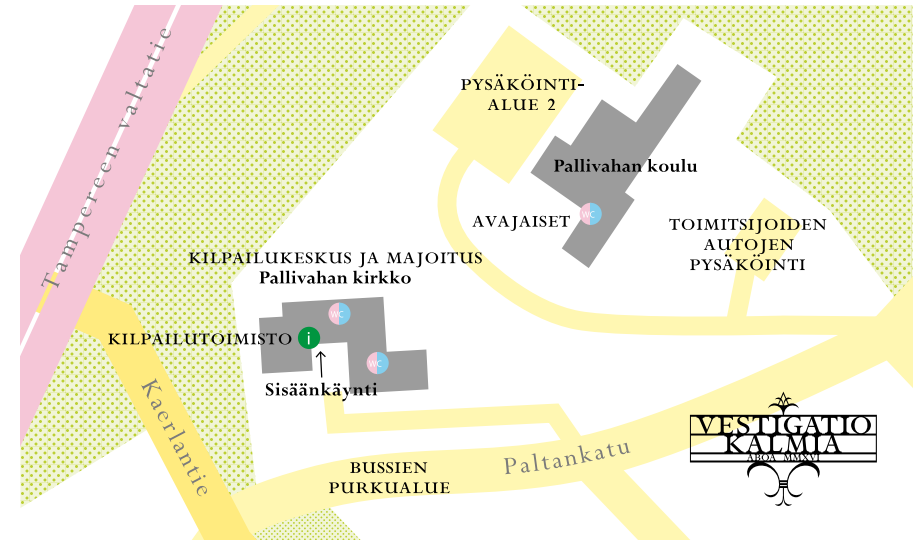 Tampereen valtatie
PYSÄKÖINTI-
ALUE 2
Pallivahan koulu
WC
AVAJAISET
TOIMITSIJOIDEN
AUTOJEN
PYSÄKÖINTI
KILPAILUKESKUS JA MAJOITUS
Pallivahan kirkko
WC
KILPAILUTOIMISTO
i
WC
Sisäänkäynti
Kaerlantie
BUSSIEN
PURKUALUE
Paltankatu
VESTIGATIO
KALMIA
ABOA MMXVI